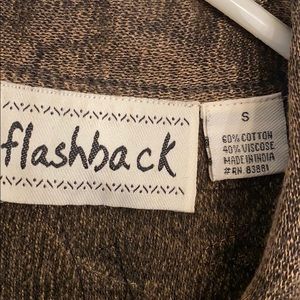 flashback
S
60% COTTON
40% VISCOSE
MADE IN INDIA
#RN. 83881